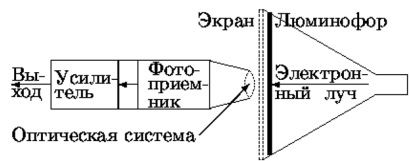 Экран Люминофор
Вы-
ход
Усили-
тель
Фото-
прием-
ник
Электрон-
ный луч
Оптическая система